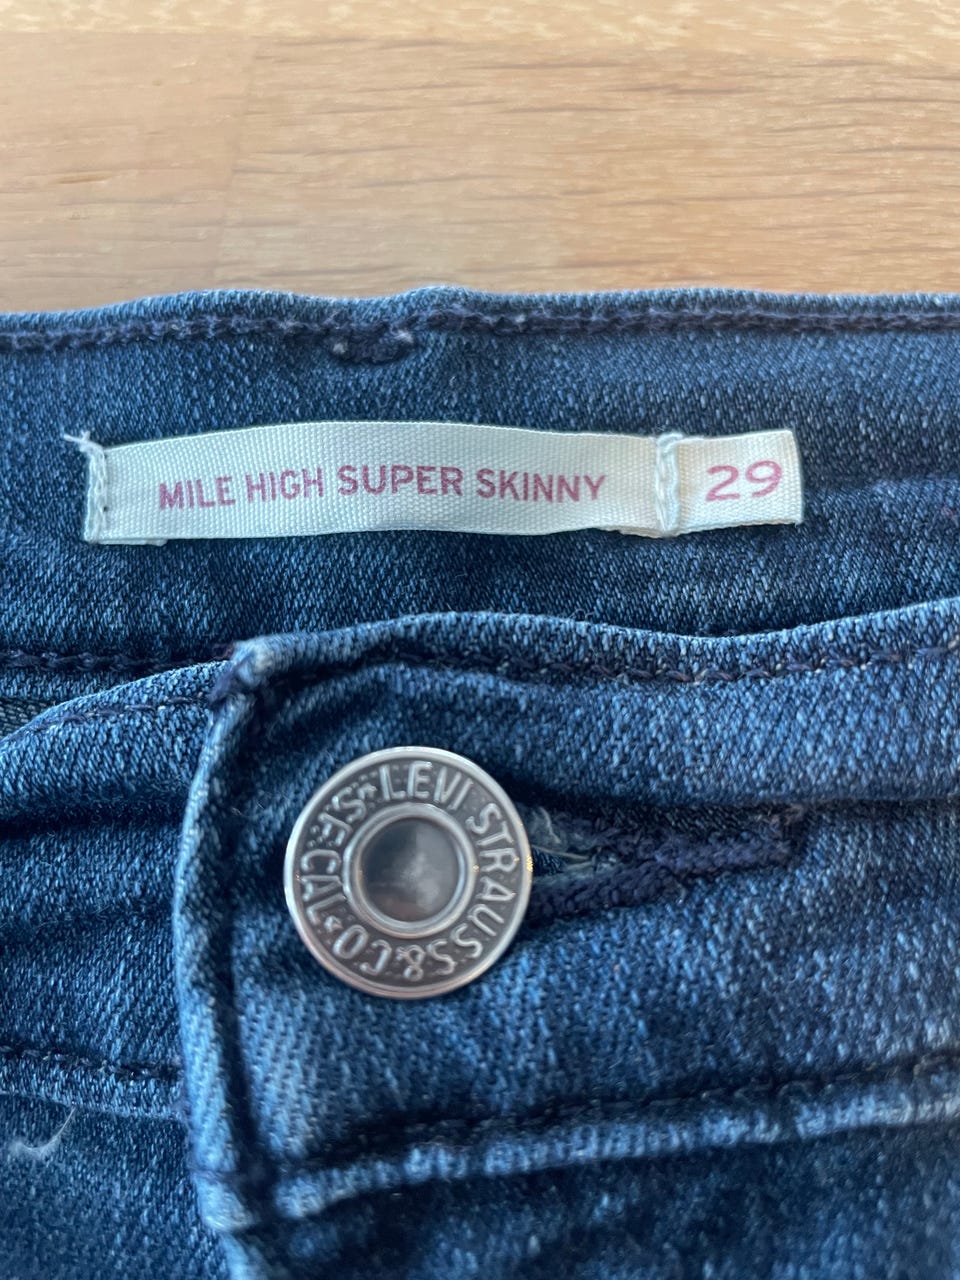 MILE HIGH SUPER SKINNY 29
LEVI STRAUSS & CO * S.F. CAL *